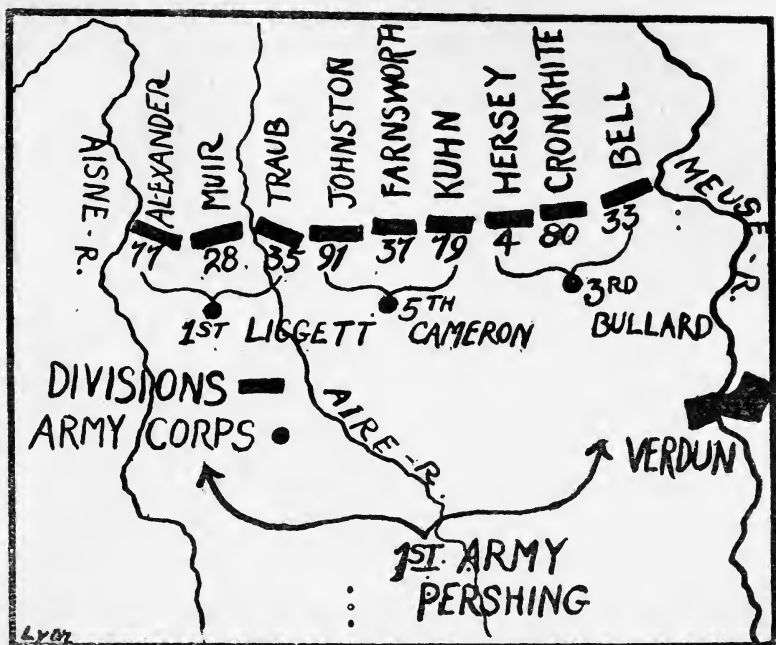 AISNE-R.
ALEXANDER
MUIR
TRAUB
JOHNSTON
FARNSWORTH
KUHN
HERSEY
CRONKHITE
BELL
MEUSE-R.
77
28
35
91
37
79
4
80
33
1ST LIGGETT
5TH CAMERON
3RD
BULLARD
DIVISIONS
ARMY CORPS
AIRE-R.
VERDUN
1ST ARMY
PERSHING